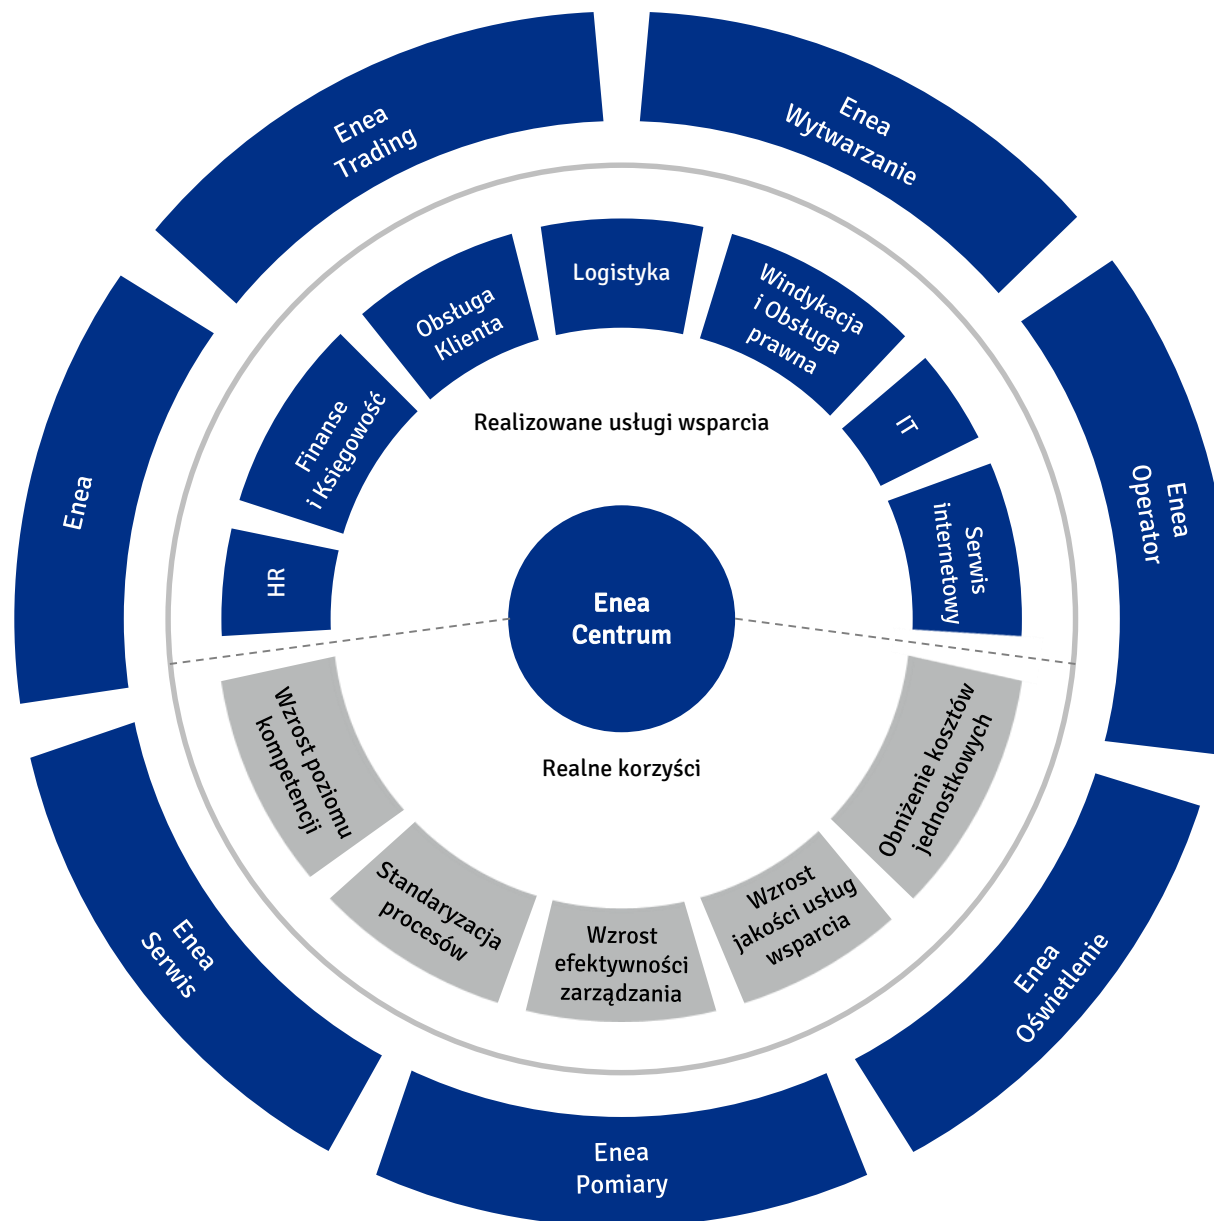 Enea
Trading
Enea
Wytwarzanie
Enea
Operator
Enea
Oświetlenie
Enea
Pomiary
Enea
Serwis
Enea
HR
Finanse
i Księgowość
Obsługa
Klienta
Logistyka
Windykacja
i Obsługa
prawna
IT
Serwis
internetowy
Realizowane usługi wsparcia
Enea
Centrum
Realne korzyści
Wzrost poziomu
kompetencji
Standaryzacja
procesów
Wzrost
efektywności
zarządzania
Wzrost
jakości usług
wsparcia
Obniżenie kosztów
jednostkowych